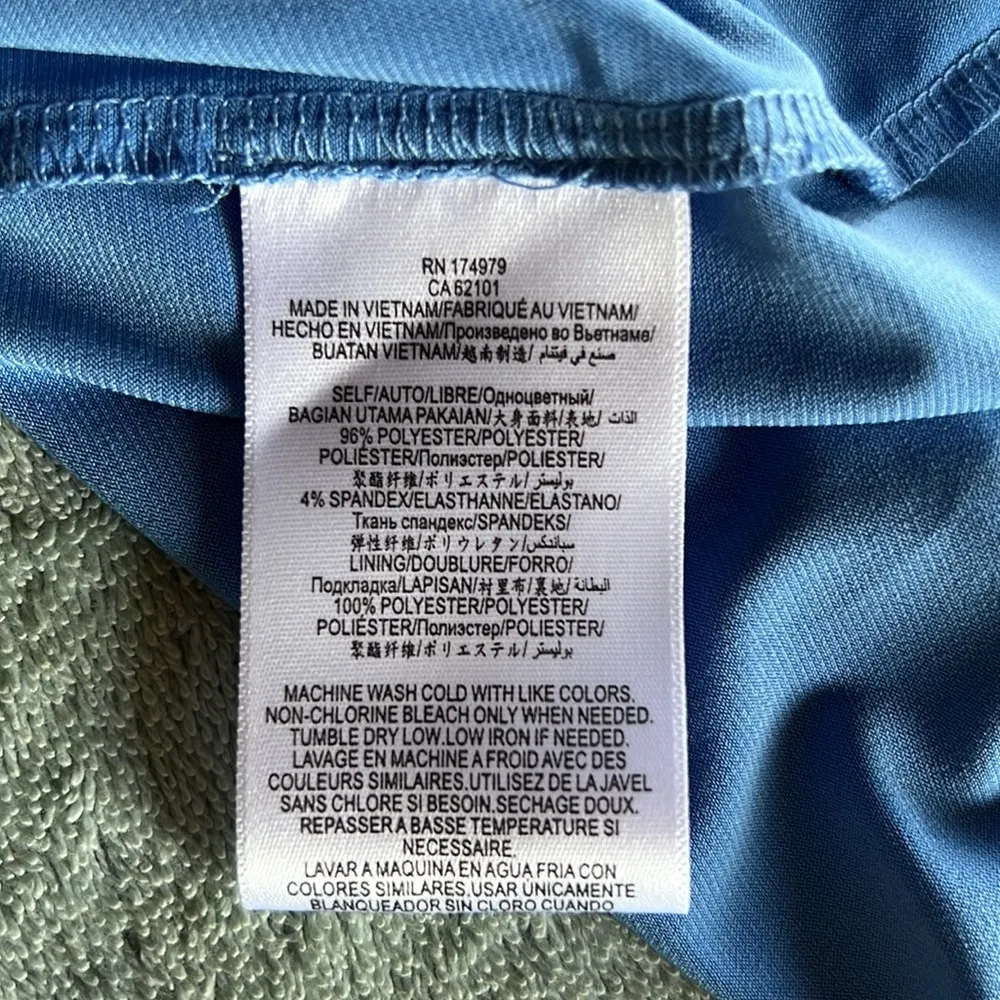 RN 174979
CA 62101
MADE IN VIETNAM/FABRIQUÉ AU VIETNAM/
HECHO EN VIETNAM/Произведено во Вьетнаме/
BUATAN VIETNAM/越南制造/ صنع في فيتنام
SELF/AUTO/LIBRE/Одноцветный/
BAGIAN UTAMA PAKAIAN/大身面料/表地/ الذات
96% POLYESTER/POLYESTER/
POLIÉSTER/Полиэстер/POLIESTER/
聚酯纤维/ポリエステル/ بوليستر
4% SPANDEX/ELASTHANNE/ELASTANO/
Ткань спандекс/SPANDEKS/
弹性纤维/ポリウレタン/سباندكس
LINING/DOUBLURE/FORRO/
Подкладка/LAPISAN/衬里布/裏地/ البطانة
100% POLYESTER/POLYESTER/
POLIÉSTER/Полиэстер/POLIESTER/
聚酯纤维/ポリエステル/ بوليستر
MACHINE WASH COLD WITH LIKE COLORS.
NON-CHLORINE BLEACH ONLY WHEN NEEDED.
TUMBLE DRY LOW.LOW IRON IF NEEDED.
LAVAGE EN MACHINE A FROID AVEC DES
COULEURS SIMILAIRES.UTILISEZ DE LA JAVEL
SANS CHLORE SI BESOIN.SECHAGE DOUX.
REPASSER A BASSE TEMPERATURE SI
NECESSAIRE.
LAVAR A MAQUINA EN AGUA FRIA CON
COLORES SIMILARES.USAR ÚNICAMENTE
BLANQUEADOR SIN CLORO CUANDO